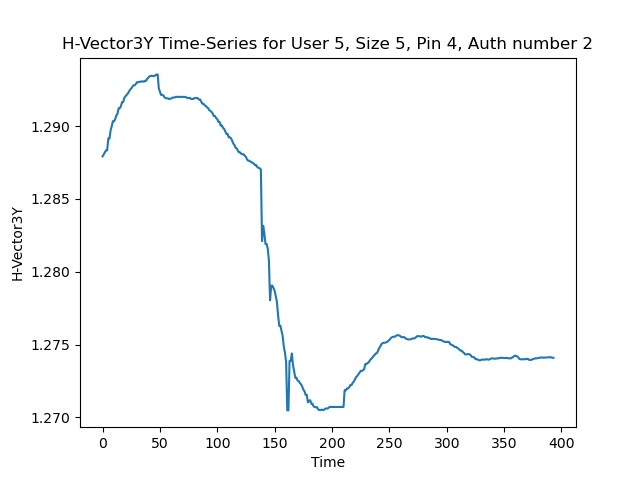 H-Vector3Y Time-Series for User 5, Size 5, Pin 4, Auth number 2
1.290
1.285
1.280
1.275
1.270
H-Vector3Y
0 50 100 150 200 250 300 350 400
Time